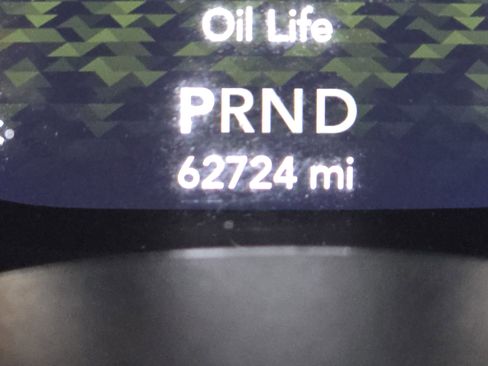 Oil Life
PRND
62724 mi